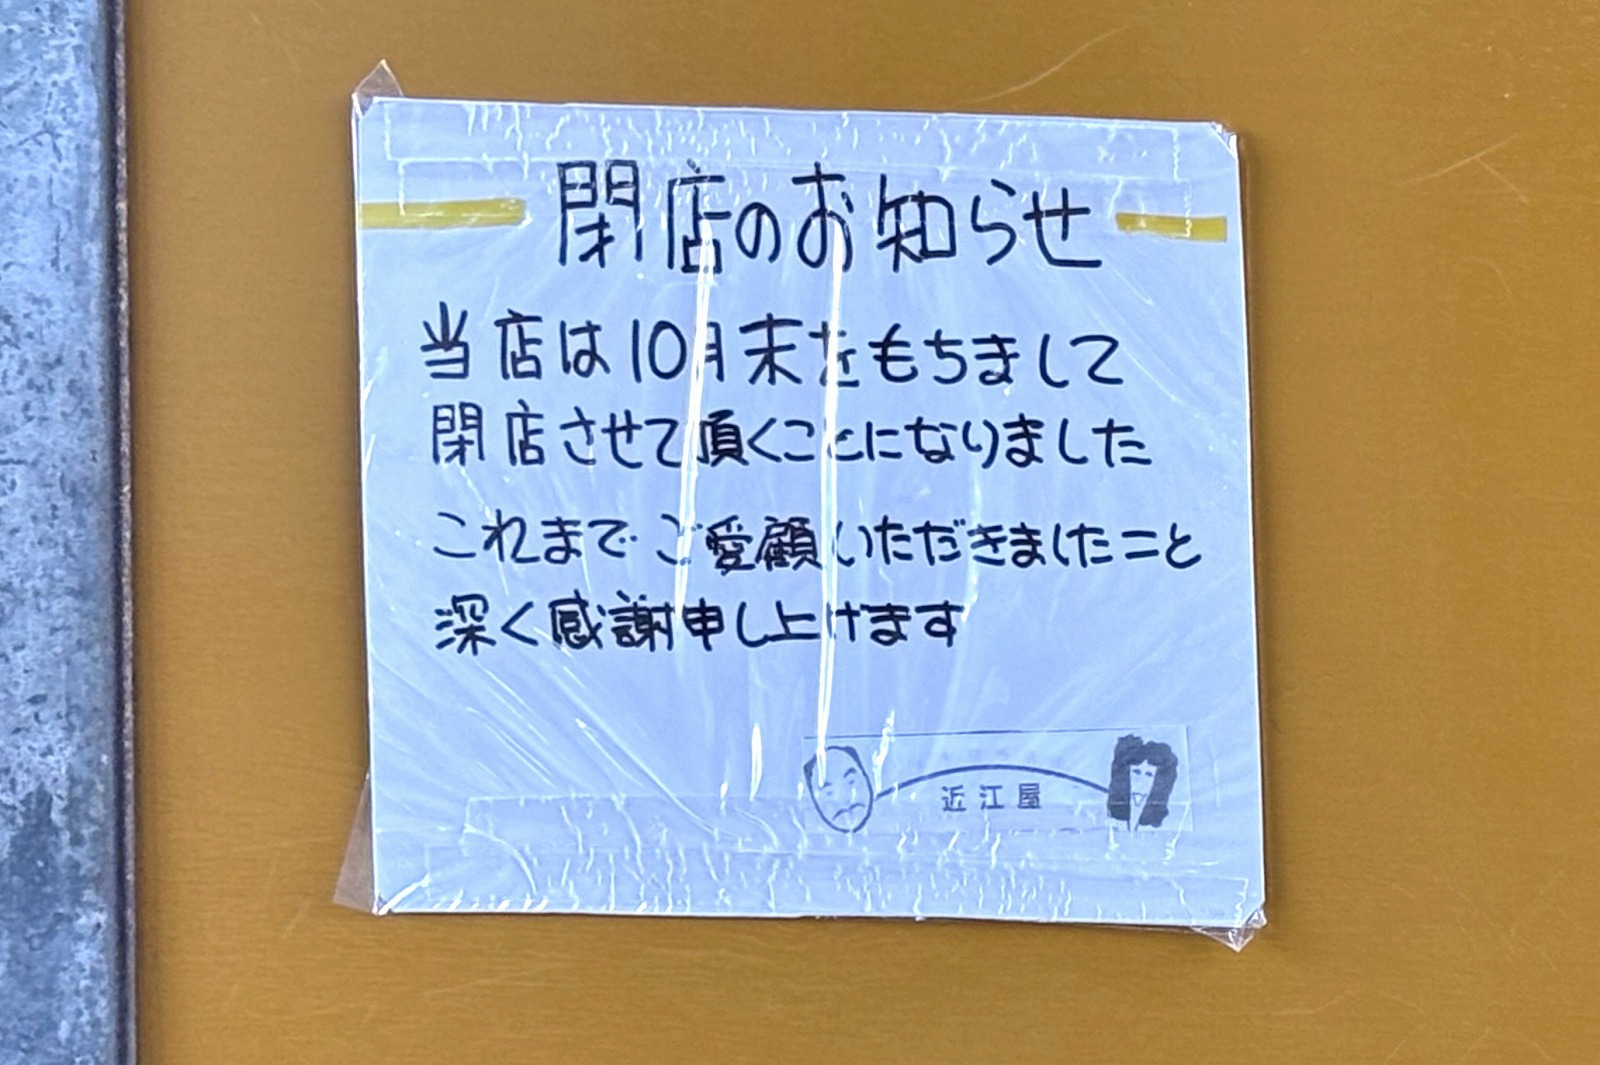 閉店のお知らせ
当店は10月末をもちまして
閉店させて頂くことになりました
これまでご愛顧いただきましたこと
深く感謝申し上げます
近江屋